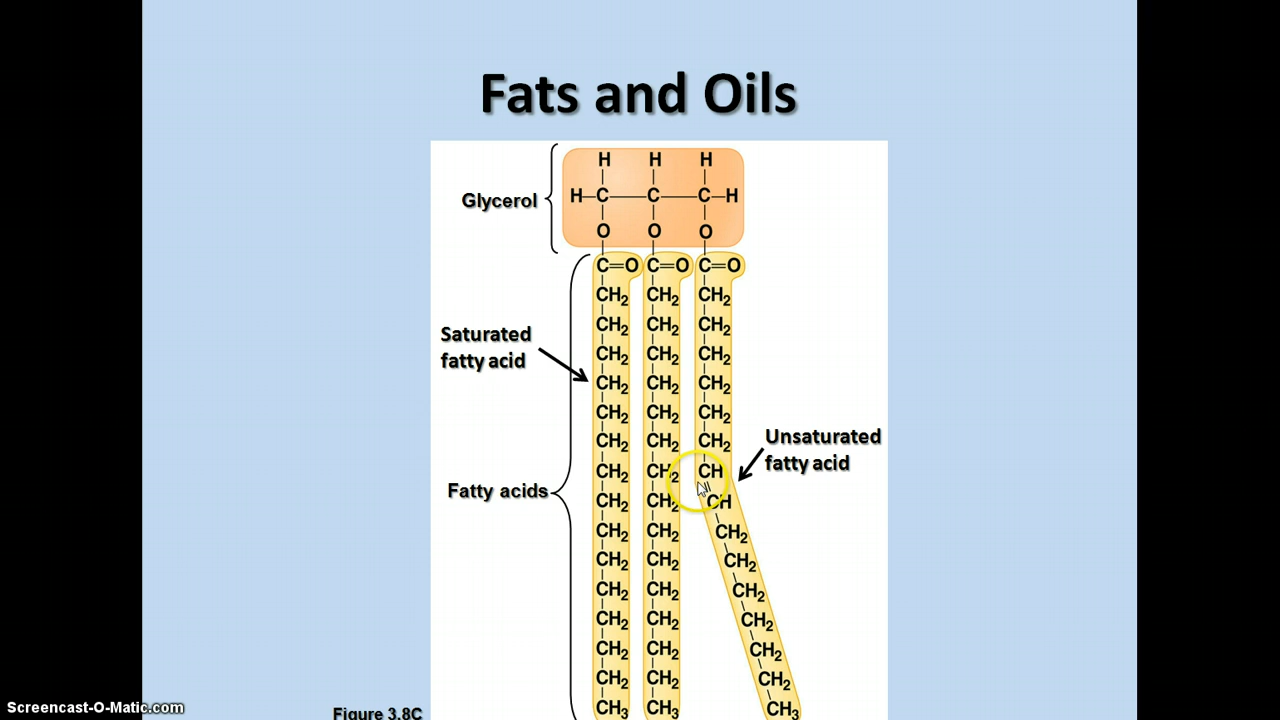 Fats and Oils
H H H
Glycerol
H C C C H
O O O
C=O C=O C=O
CH2 CH2 CH2
CH2 CH2 CH2
Saturated
fatty acid
CH2 CH2 CH2
CH2 CH2 CH2
CH2 CH2 CH2
CH2 CH2 CH2
Unsaturated
fatty acid
CH2 CH2 CH
Fatty acids
CH2 CH2 CH
CH2 CH2 CH2
CH2 CH2 CH2
CH2 CH2 CH2
CH2 CH2 CH2
CH2 CH2 CH2
CH2 CH2 CH2
CH3 CH3 CH3
Figure 3.8C
Screencast-O-Matic.com